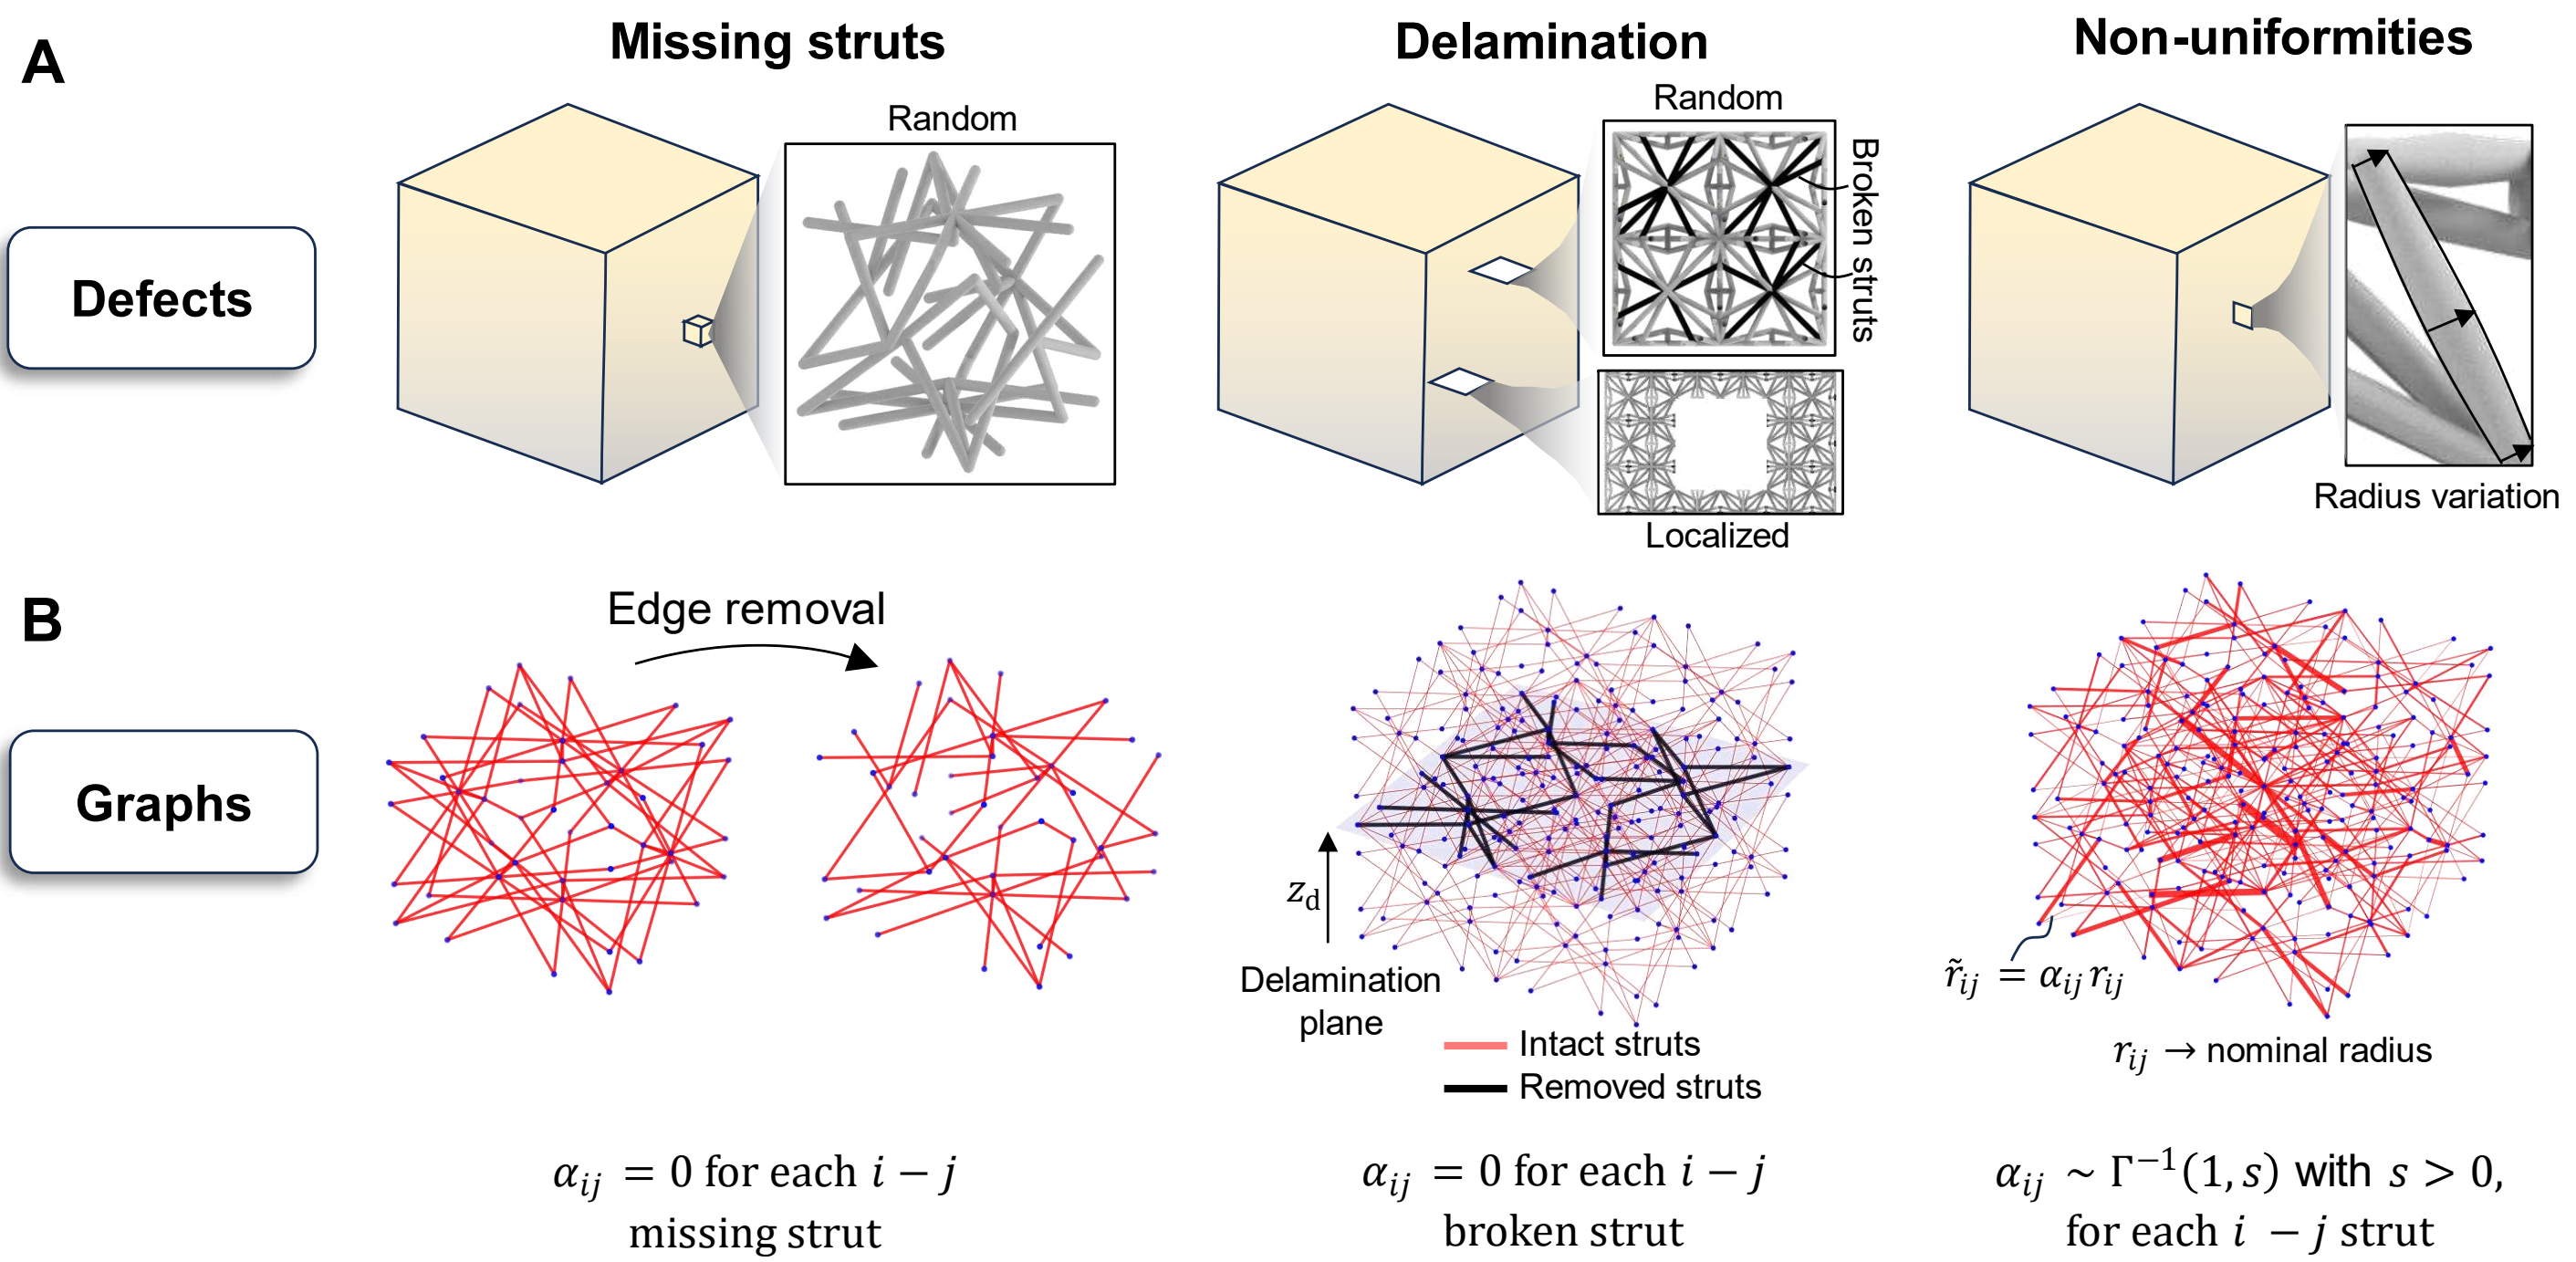 A
Missing struts
Delamination
Non-uniformities
Random
Random
Broken struts
Defects
Radius variation
Localized
B
Edge removal
Graphs
z_d
Delamination
plane
Intact struts
Removed struts
r̃_ij = α_ij r_ij
r_ij → nominal radius
α_ij = 0 for each i − j
missing strut
α_ij = 0 for each i − j
broken strut
α_ij ~ Γ⁻¹(1, s) with s > 0,
for each i − j strut